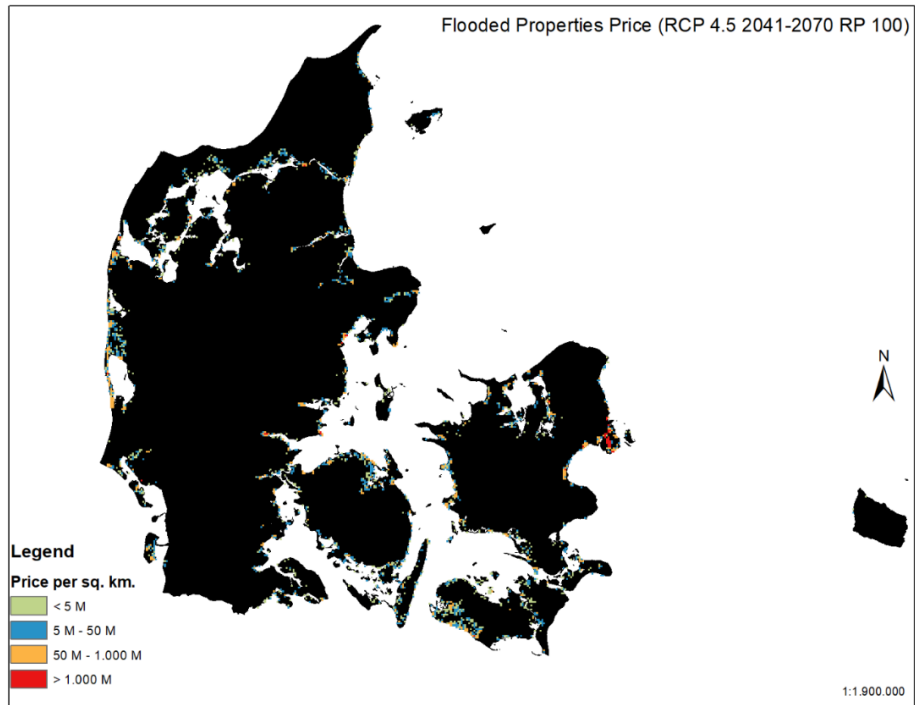 Flooded Properties Price (RCP 4.5 2041-2070 RP 100)
N
Legend
Price per sq. km.
< 5 M
5 M - 50 M
50 M - 1.000 M
> 1.000 M
1:1.900.000